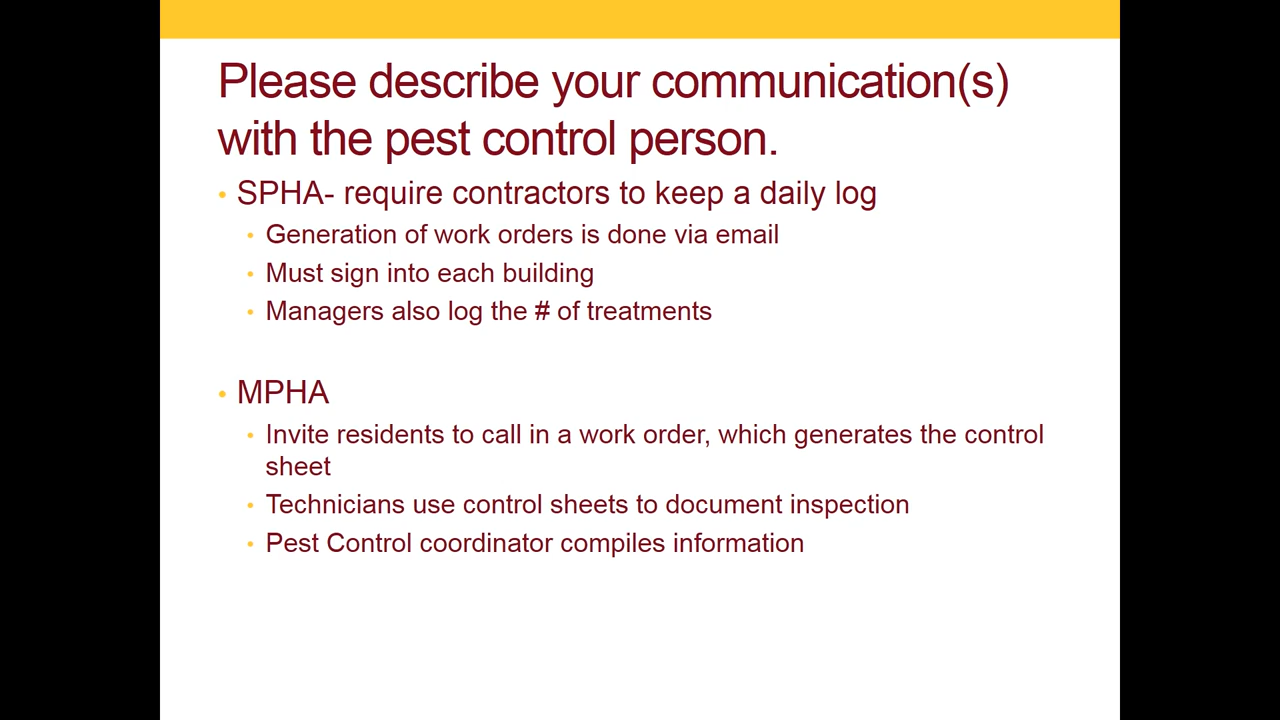 Please describe your communication(s)
with the pest control person.
• SPHA- require contractors to keep a daily log
• Generation of work orders is done via email
• Must sign into each building
• Managers also log the # of treatments
• MPHA
• Invite residents to call in a work order, which generates the control
sheet
• Technicians use control sheets to document inspection
• Pest Control coordinator compiles information